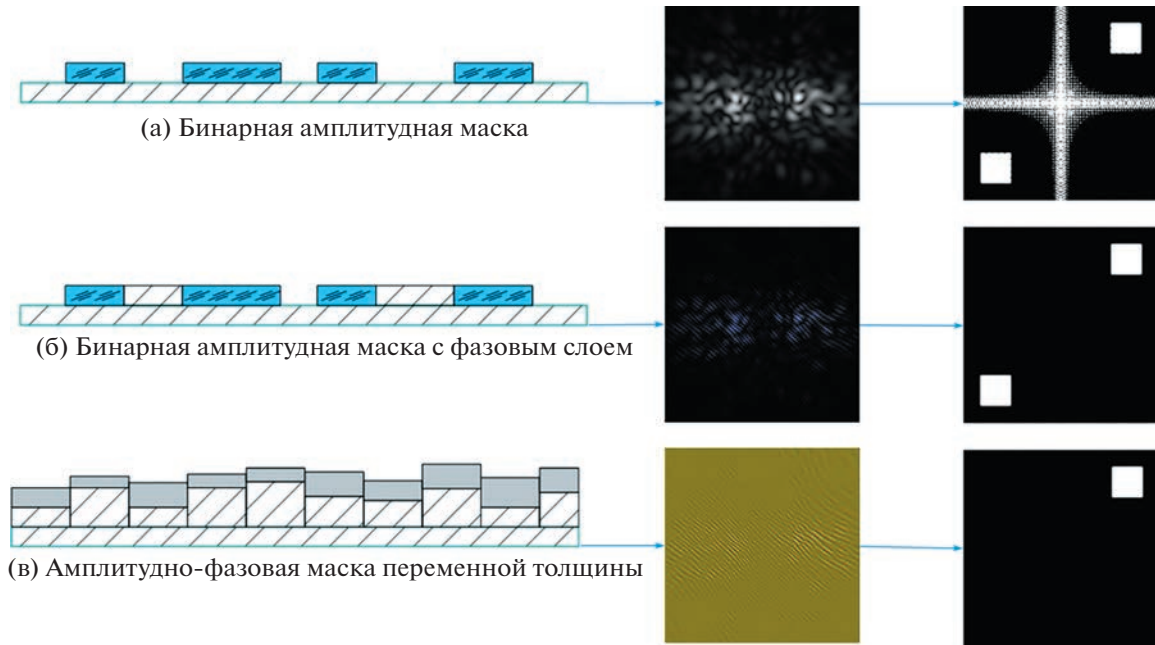 (а) Бинарная амплитудная маска
(б) Бинарная амплитудная маска с фазовым слоем
(в) Амплитудно-фазовая маска переменной толщины